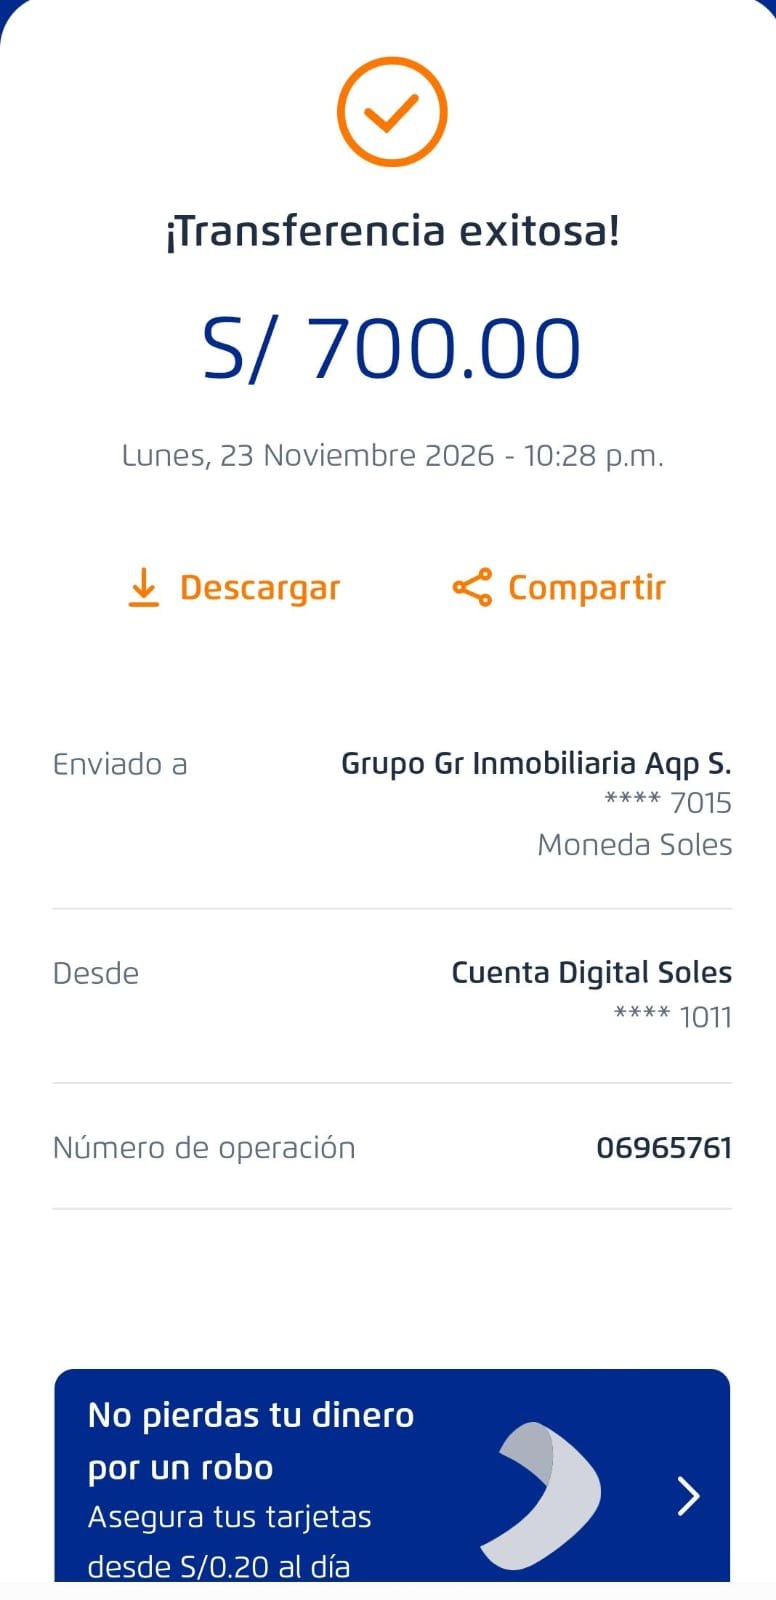 ¡Transferencia exitosa!
S/ 700.00
Lunes, 23 Noviembre 2026 - 10:28 p.m.
Descargar Compartir
Enviado a Grupo Gr Inmobiliaria Aqp S.
**** 7015
Moneda Soles
Desde Cuenta Digital Soles
**** 1011
Número de operación 06965761
No pierdas tu dinero
por un robo
Asegura tus tarjetas
desde S/0.20 al día